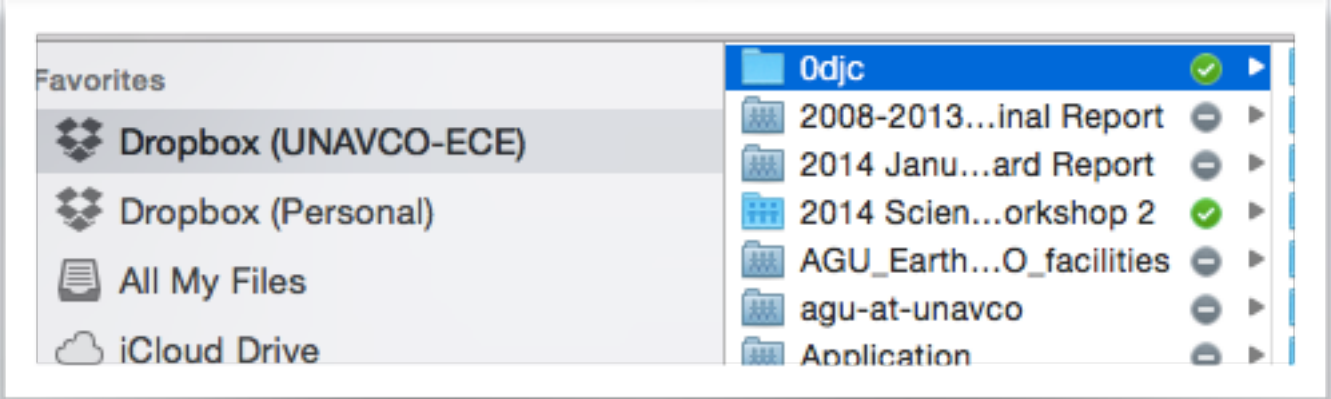 Favorites
Dropbox (UNAVCO-ECE)
Dropbox (Personal)
All My Files
iCloud Drive
0djc
2008-2013...inal Report
2014 Janu...ard Report
2014 Scien...orkshop 2
AGU_Earth...O_facilities
agu-at-unavco
Application